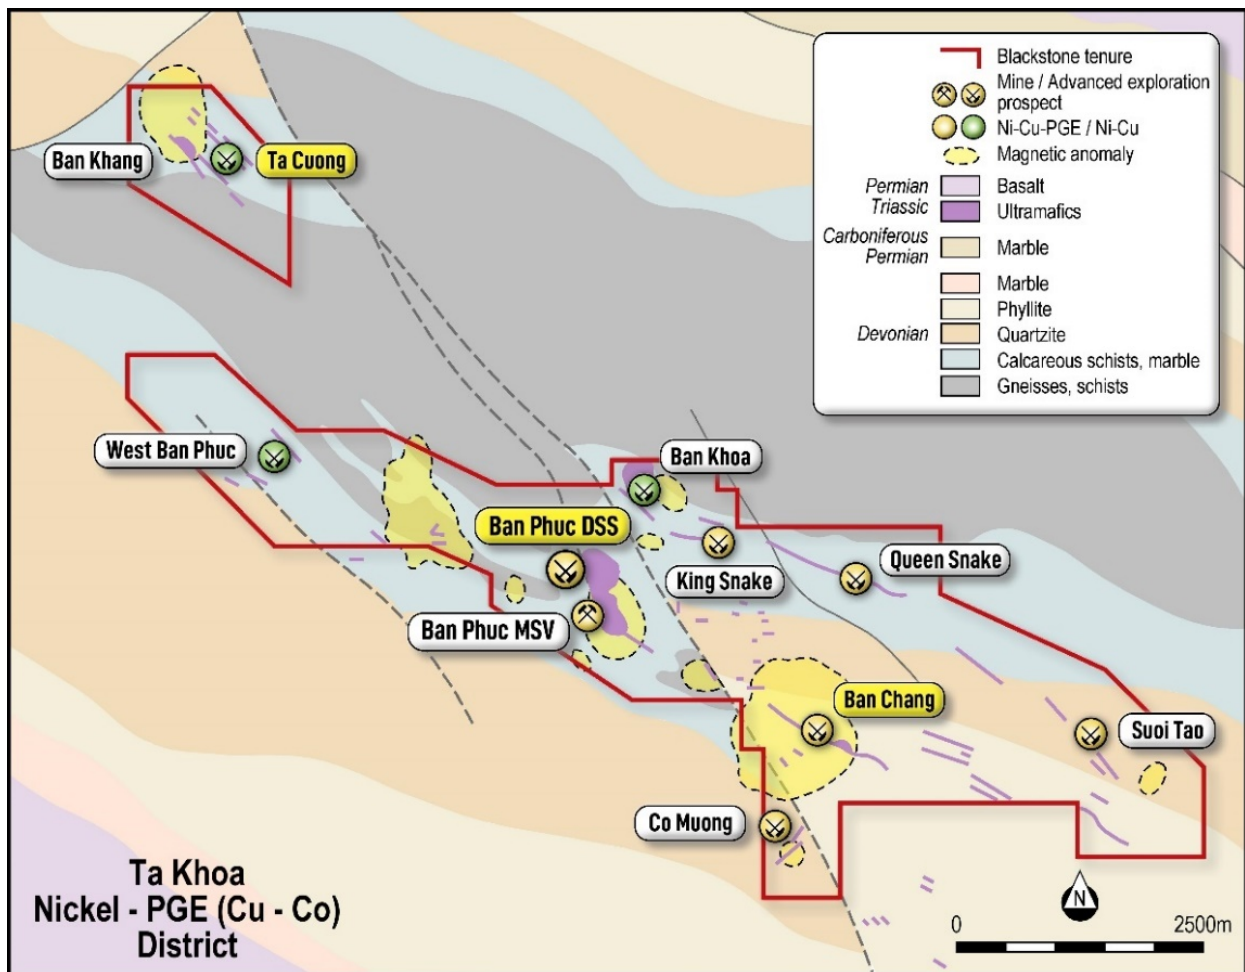 Blackstone tenure
Mine / Advanced exploration
prospect
Ni-Cu-PGE / Ni-Cu
Magnetic anomaly
Permian
Triassic
Basalt
Ultramafics
Carboniferous
Permian
Marble
Marble
Phyllite
Devonian
Quartzite
Calcareous schists, marble
Gneisses, schists
Ban Khang
Ta Cuong
West Ban Phuc
Ban Khoa
Ban Phuc DSS
King Snake
Queen Snake
Ban Phuc MSV
Ban Chang
Suoi Tao
Co Muong
Ta Khoa
Nickel - PGE (Cu - Co)
District
N
0
2500m